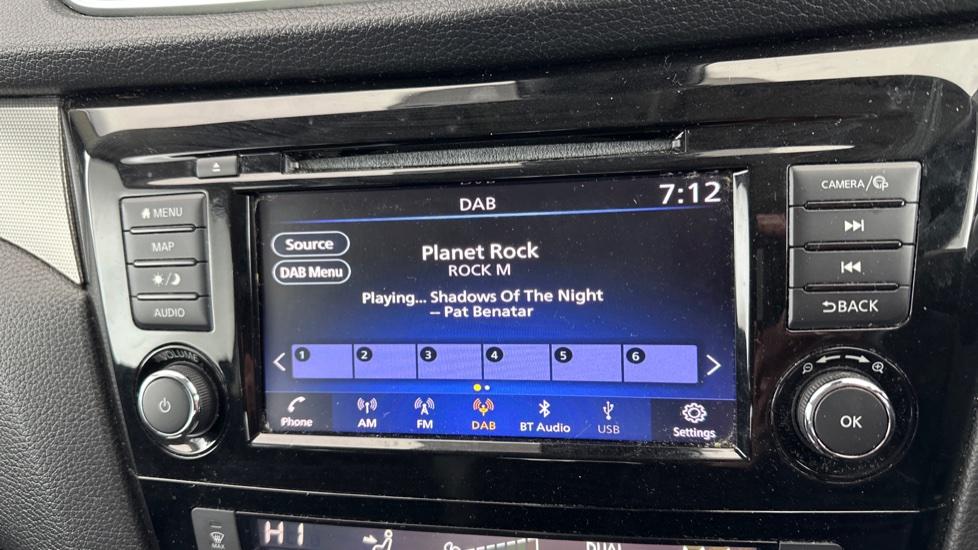 DAB
7:12
CAMERA/
MENU
Source
Planet Rock
DAB Menu
ROCK M
MAP
Playing... Shadows Of The Night
-- Pat Benatar
BACK
AUDIO
VOLUME
1 2 3 4 5 6
OK
Phone AM FM DAB BT Audio USB Settings
HI
MAX
DUAL